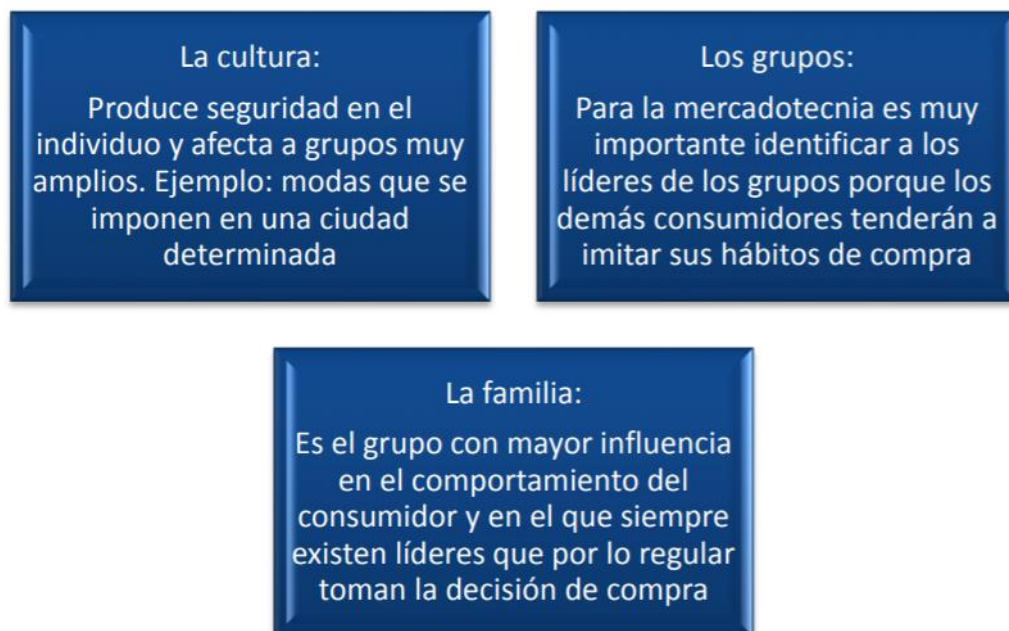 La cultura:
Produce seguridad en el
individuo y afecta a grupos muy
amplios. Ejemplo: modas que se
imponen en una ciudad
determinada
Los grupos:
Para la mercadotecnia es muy
importante identificar a los
líderes de los grupos porque los
demás consumidores tenderán a
imitar sus hábitos de compra
La familia:
Es el grupo con mayor influencia
en el comportamiento del
consumidor y en el que siempre
existen líderes que por lo regular
toman la decisión de compra